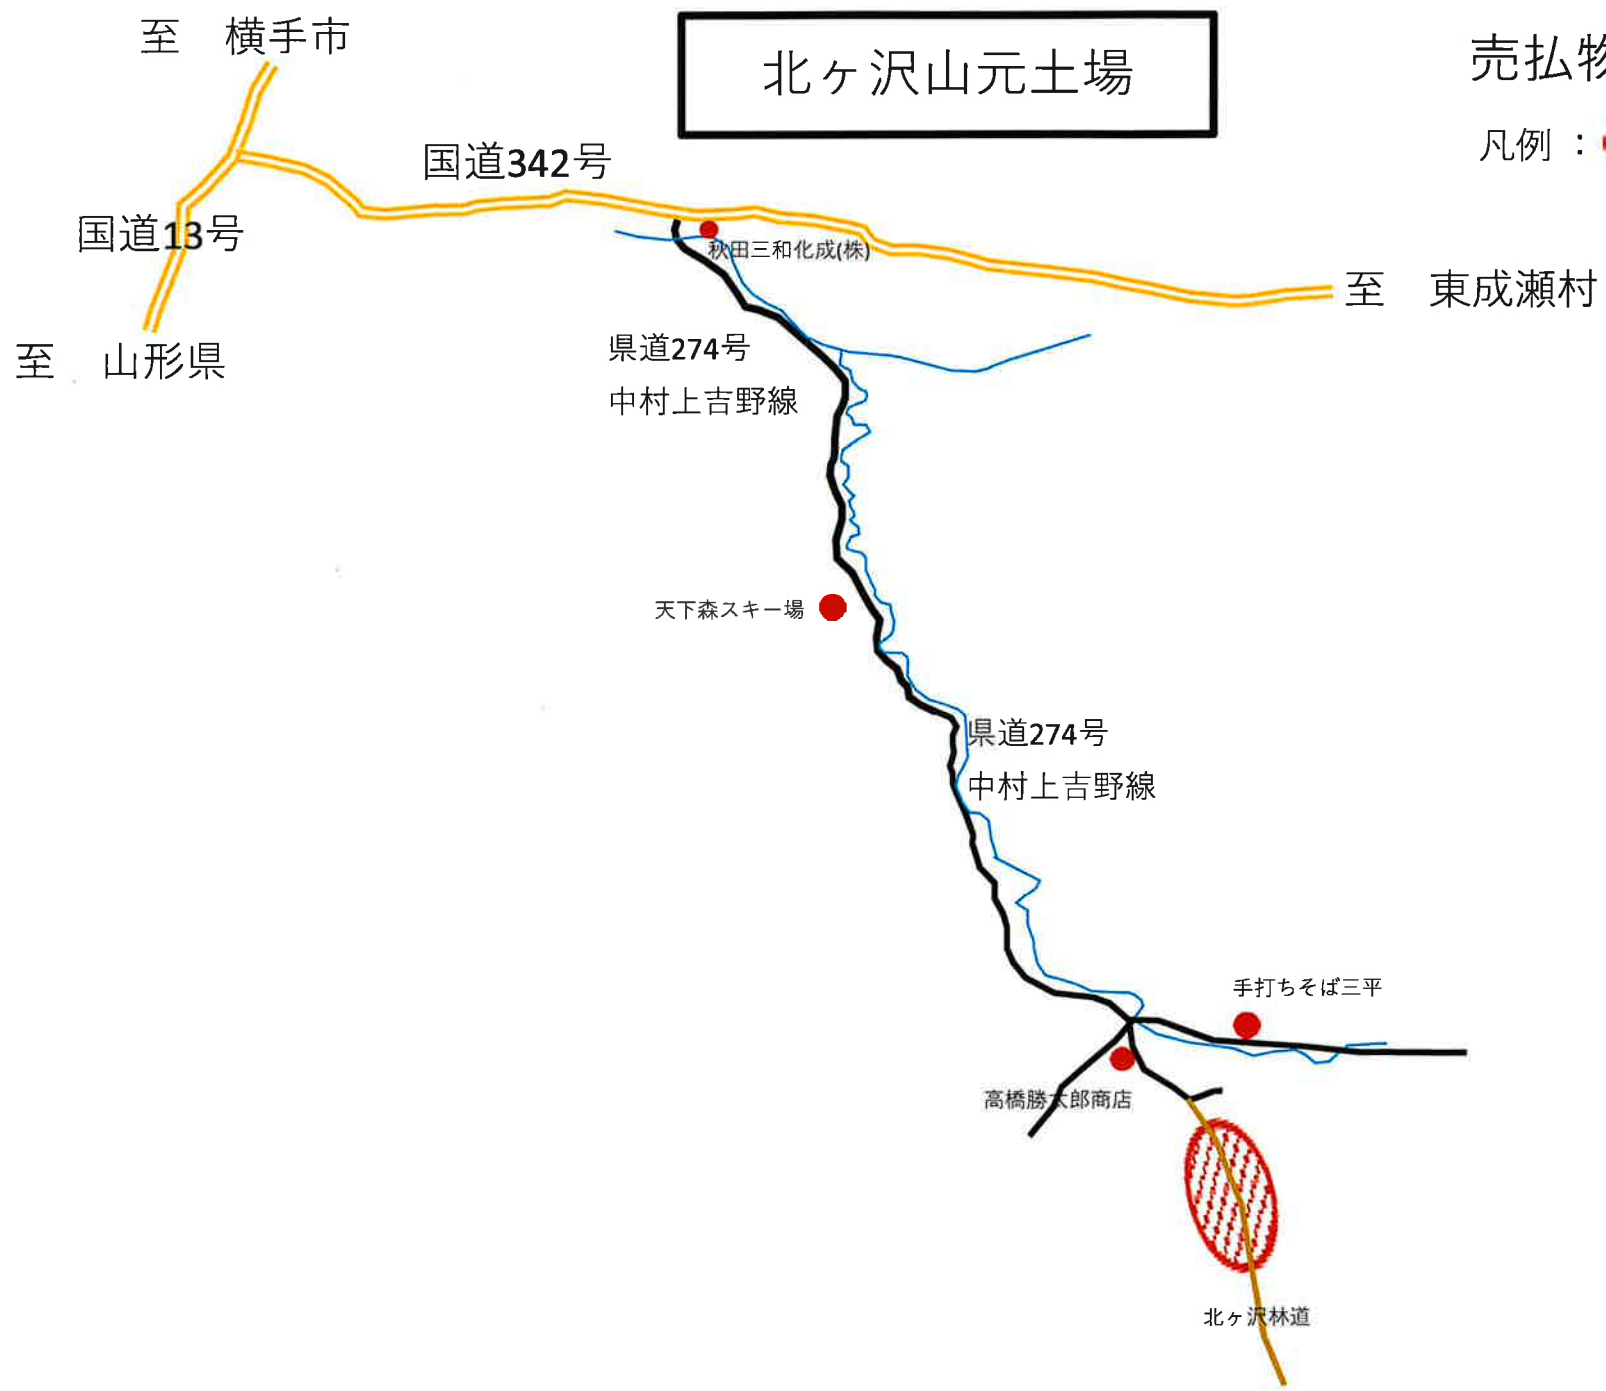 至 横手市
北ヶ沢山元土場
売払物
凡例 :
国道342号
国道13号
秋田三和化成(株)
至 東成瀬村
至 山形県
県道274号
中村上吉野線
天下森スキー場
県道274号
中村上吉野線
手打ちそば三平
高橋勝太郎商店
北ヶ沢林道